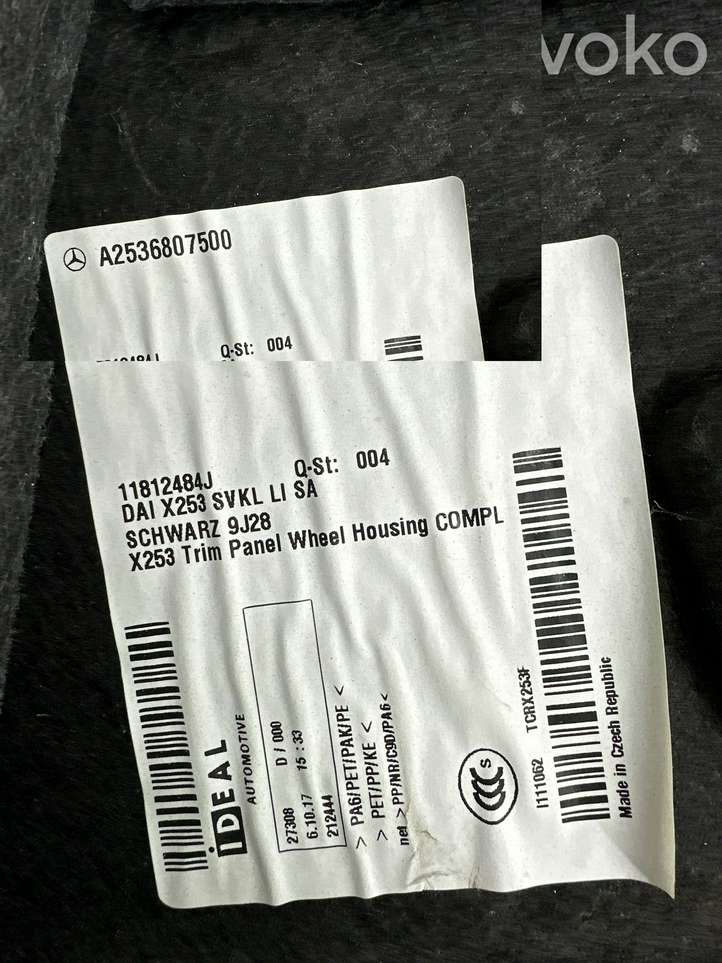 voko
A2536807500
Q-St: 004
11812484J Q-St: 004
DAI X253 SVKL LI SA
SCHWARZ 9J28
X253 Trim Panel Wheel Housing COMPL
iDEAL
AUTOMOTIVE
27308 D / 000
6.10.17 15 : 33
212444
> PA6/PET/PAK/PE <
> PET/PP/KE <
net > PP/NR/C9D/PA6 <
CCC S
I111062 TCRX253F
Made in Czech Republic